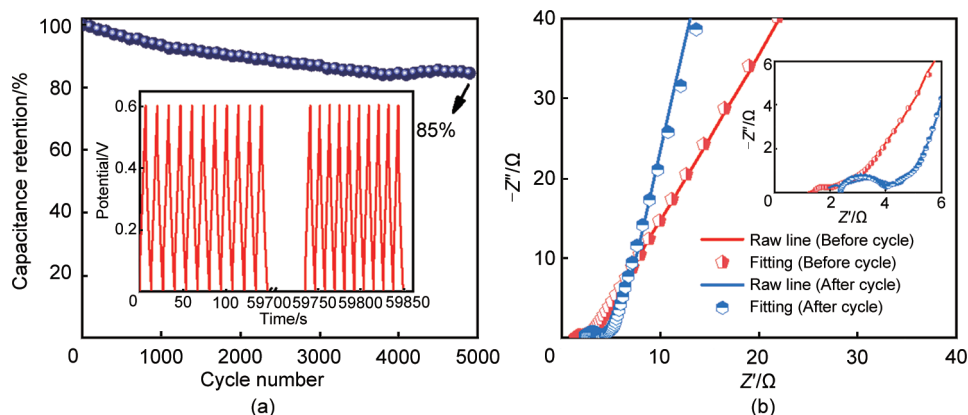 Capacitance retention/%
100
80
60
40
20
0
1000
2000
3000
4000
5000
Cycle number
85%
Potential/V
0.6
0.4
0.2
0
50
100
59700
59750
59800
59850
Time/s
(a)
-Z″/Ω
40
30
20
10
0
0
10
20
30
40
Z′/Ω
-Z″/Ω
6
4
2
0
0
2
4
6
Z′/Ω
Raw line (Before cycle)
Fitting (Before cycle)
Raw line (After cycle)
Fitting (After cycle)
(b)